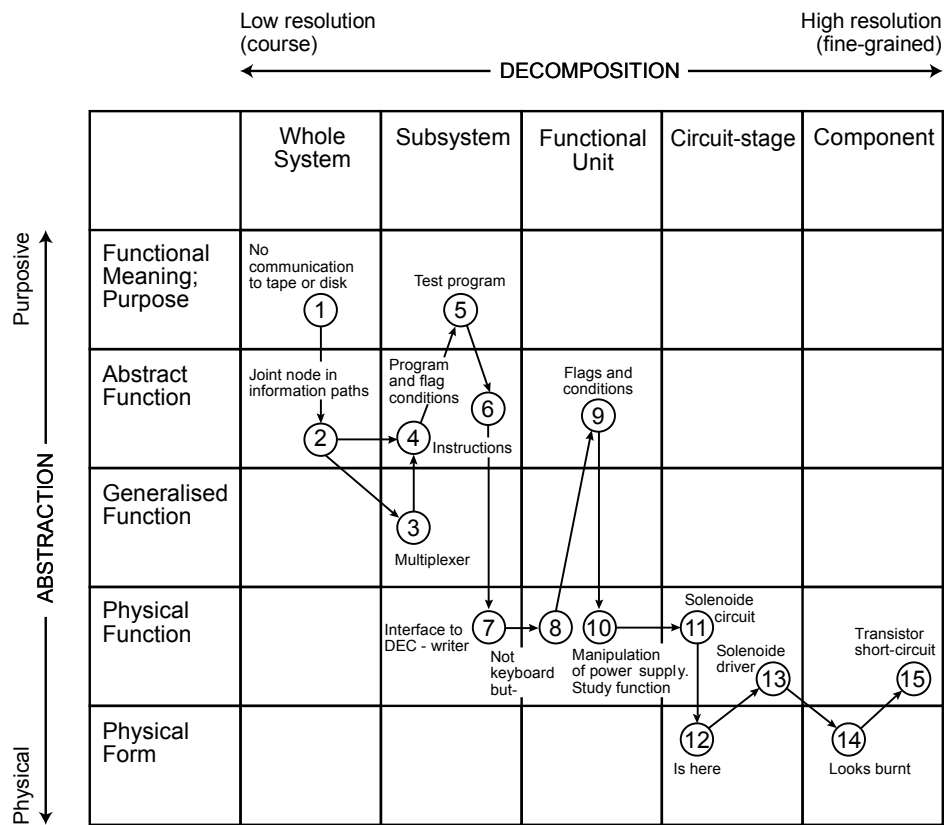 Low resolution
(course)
High resolution
(fine-grained)
DECOMPOSITION
Whole
System
Subsystem
Functional
Unit
Circuit-stage
Component
Purposive
ABSTRACTION
Physical
Functional
Meaning;
Purpose
No
communication
to tape or disk
1
Test program
5
Abstract
Function
Joint node in
information paths
2
Program
and flag
conditions
4
6
Instructions
Flags and
conditions
9
Generalised
Function
3
Multiplexer
Physical
Function
Interface to
DEC - writer
7
Not
keyboard
but-
8
10
Manipulation
of power supply.
Study function
Solenoide
circuit
11
Solenoide
driver
13
Transistor
short-circuit
15
Physical
Form
12
Is here
14
Looks burnt